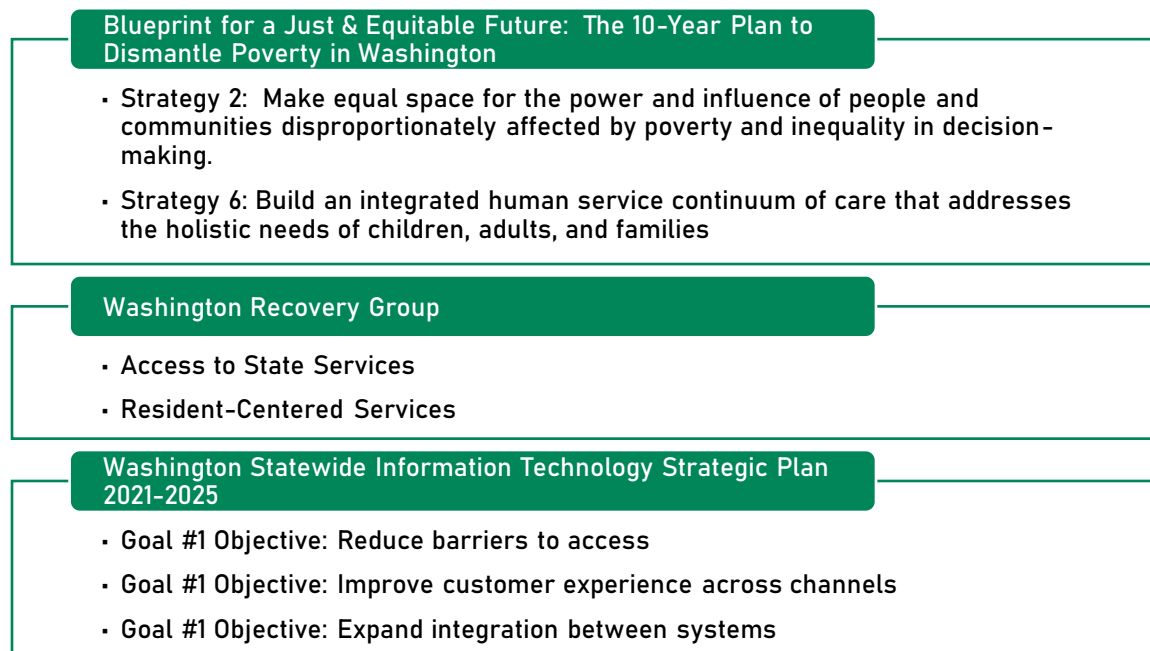 Blueprint for a Just & Equitable Future:  The 10-Year Plan to
Dismantle Poverty in Washington
▪ Strategy 2:  Make equal space for the power and influence of people and
communities disproportionately affected by poverty and inequality in decision-
making.
▪ Strategy 6: Build an integrated human service continuum of care that addresses
the holistic needs of children, adults, and families
Washington Recovery Group
▪ Access to State Services
▪ Resident-Centered Services
Washington Statewide Information Technology Strategic Plan
2021-2025
▪ Goal #1 Objective: Reduce barriers to access
▪ Goal #1 Objective: Improve customer experience across channels
▪ Goal #1 Objective: Expand integration between systems